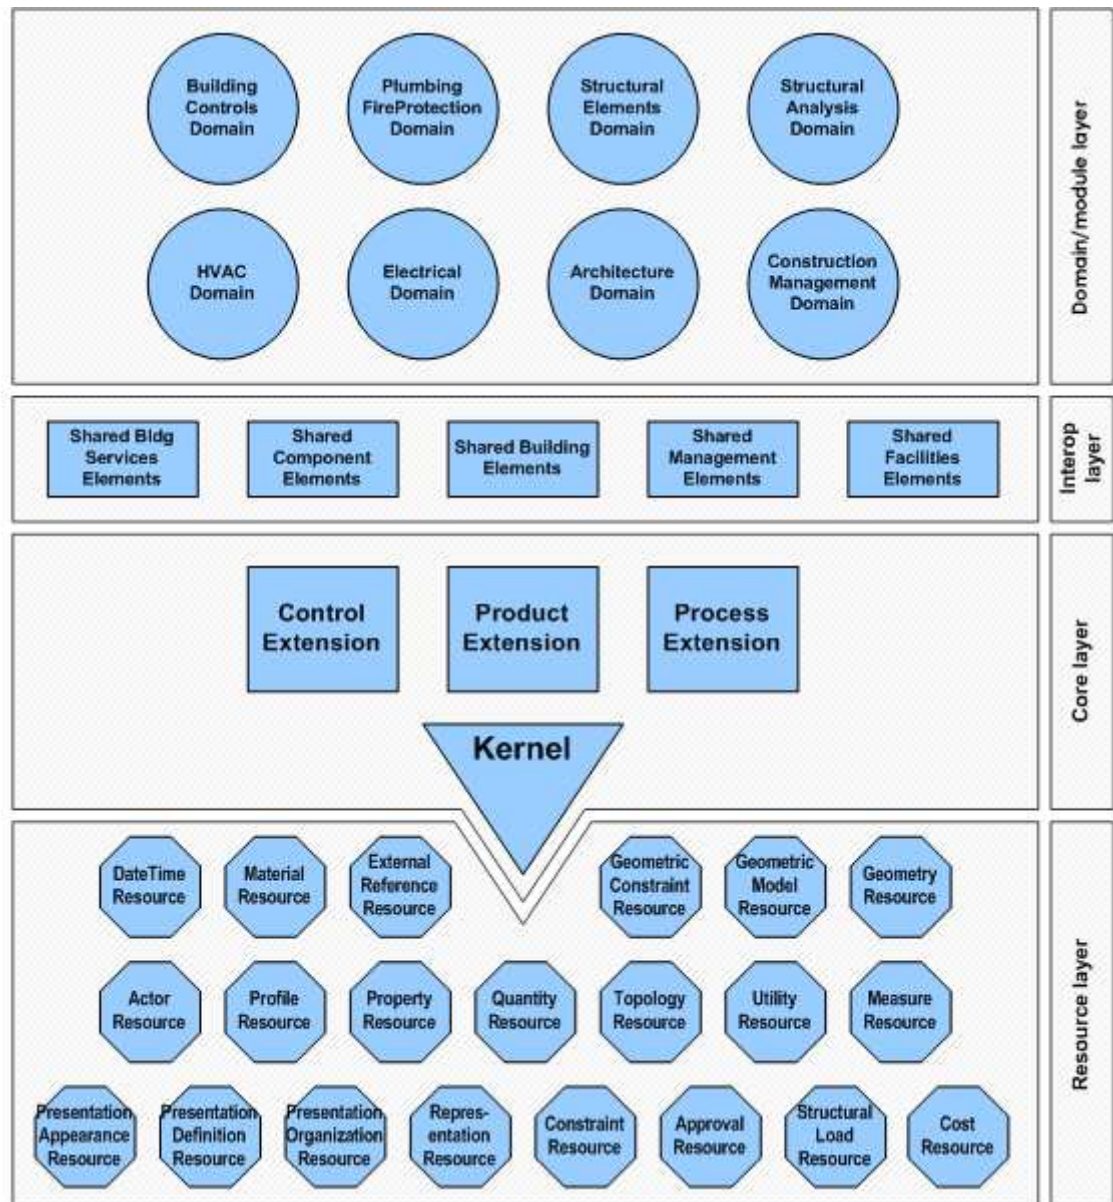 Building
Controls
Domain
Plumbing
FireProtection
Domain
Structural
Elements
Domain
Structural
Analysis
Domain
HVAC
Domain
Electrical
Domain
Architecture
Domain
Construction
Management
Domain
Domain/module layer
Shared Bldg
Services
Elements
Shared
Component
Elements
Shared Building
Elements
Shared
Management
Elements
Shared
Facilities
Elements
Interop
layer
Control
Extension
Product
Extension
Process
Extension
Kernel
Core layer
DateTime
Resource
Material
Resource
External
Reference
Resource
Geometric
Constraint
Resource
Geometric
Model
Resource
Geometry
Resource
Actor
Resource
Profile
Resource
Property
Resource
Quantity
Resource
Topology
Resource
Utility
Resource
Measure
Resource
Presentation
Appearance
Resource
Presentation
Definition
Resource
Presentation
Organization
Resource
Repres-
entation
Resource
Constraint
Resource
Approval
Resource
Structural
Load
Resource
Cost
Resource
Resource layer